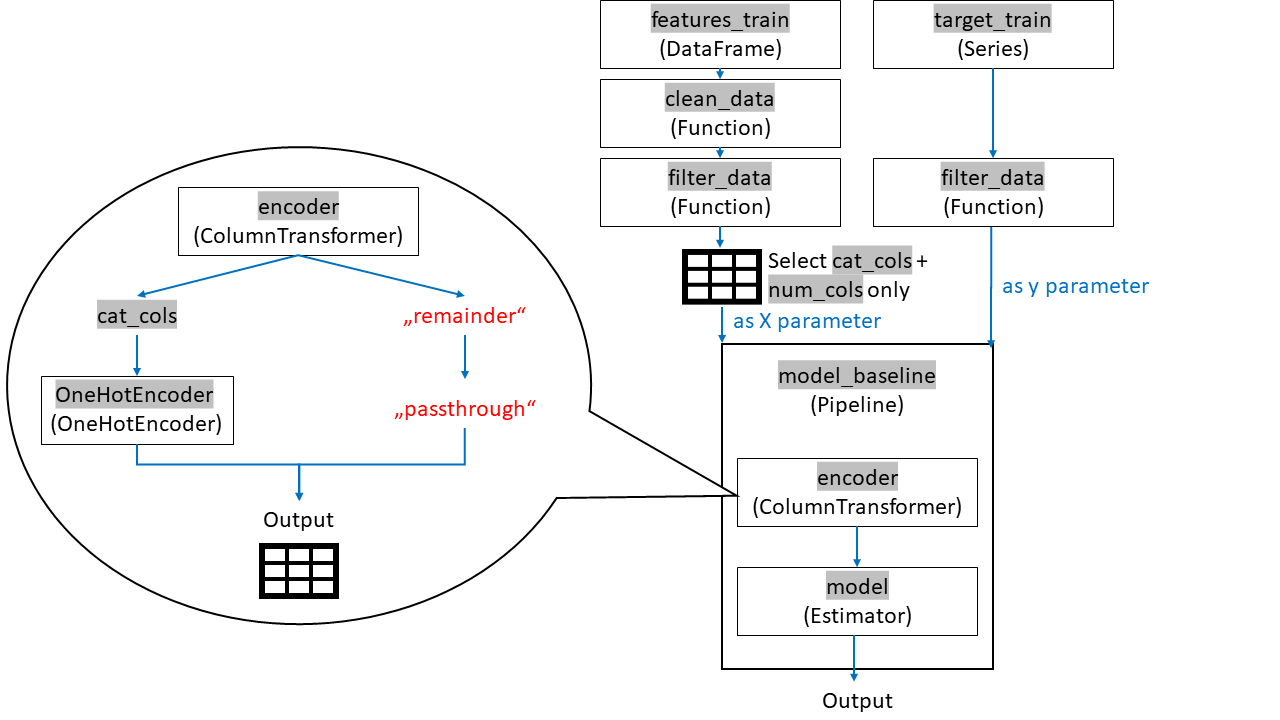 features_train
(DataFrame)
target_train
(Series)
clean_data
(Function)
filter_data
(Function)
filter_data
(Function)
Select cat_cols +
num_cols only
as X parameter
as y parameter
model_baseline
(Pipeline)
encoder
(ColumnTransformer)
model
(Estimator)
Output
encoder
(ColumnTransformer)
cat_cols
„remainder“
OneHotEncoder
(OneHotEncoder)
„passthrough“
Output